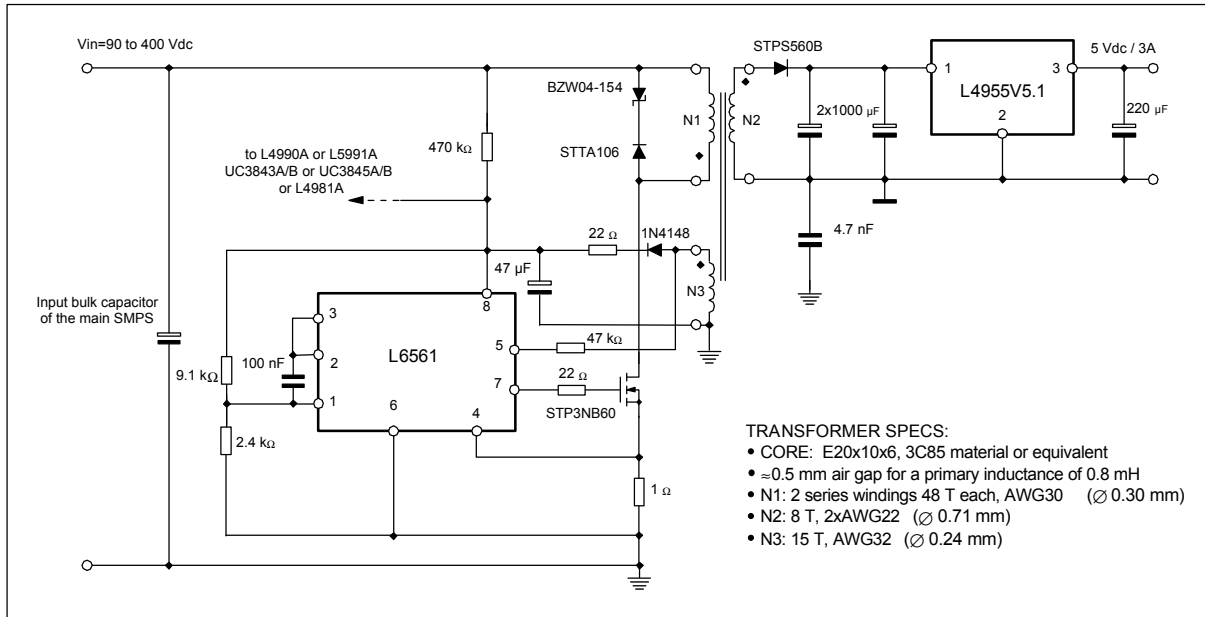 Vin=90 to 400 Vdc
STPS560B
5 Vdc / 3A
BZW04-154
1
3
L4955V5.1
2
N1
N2
2x1000 µF
220 µF
470 kΩ
STTA106
to L4990A or L5991A
UC3843A/B or UC3845A/B
or L4981A
22 Ω
1N4148
4.7 nF
47 µF
N3
8
Input bulk capacitor
of the main SMPS
3
L6561
5
47 kΩ
2
100 nF
9.1 kΩ
7
22 Ω
1
6
4
STP3NB60
2.4 kΩ
1 Ω
TRANSFORMER SPECS:
• CORE: E20x10x6, 3C85 material or equivalent
• ≈0.5 mm air gap for a primary inductance of 0.8 mH
• N1: 2 series windings 48 T each, AWG30 (∅ 0.30 mm)
• N2: 8 T, 2xAWG22 (∅ 0.71 mm)
• N3: 15 T, AWG32 (∅ 0.24 mm)